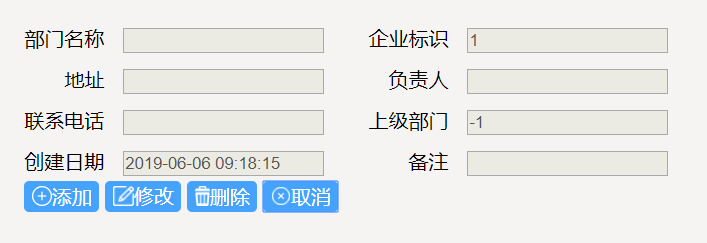 部门名称 企业标识 1
地址 负责人
联系电话 上级部门 -1
创建日期 2019-06-06 09:18:15 备注
添加 修改 删除 取消